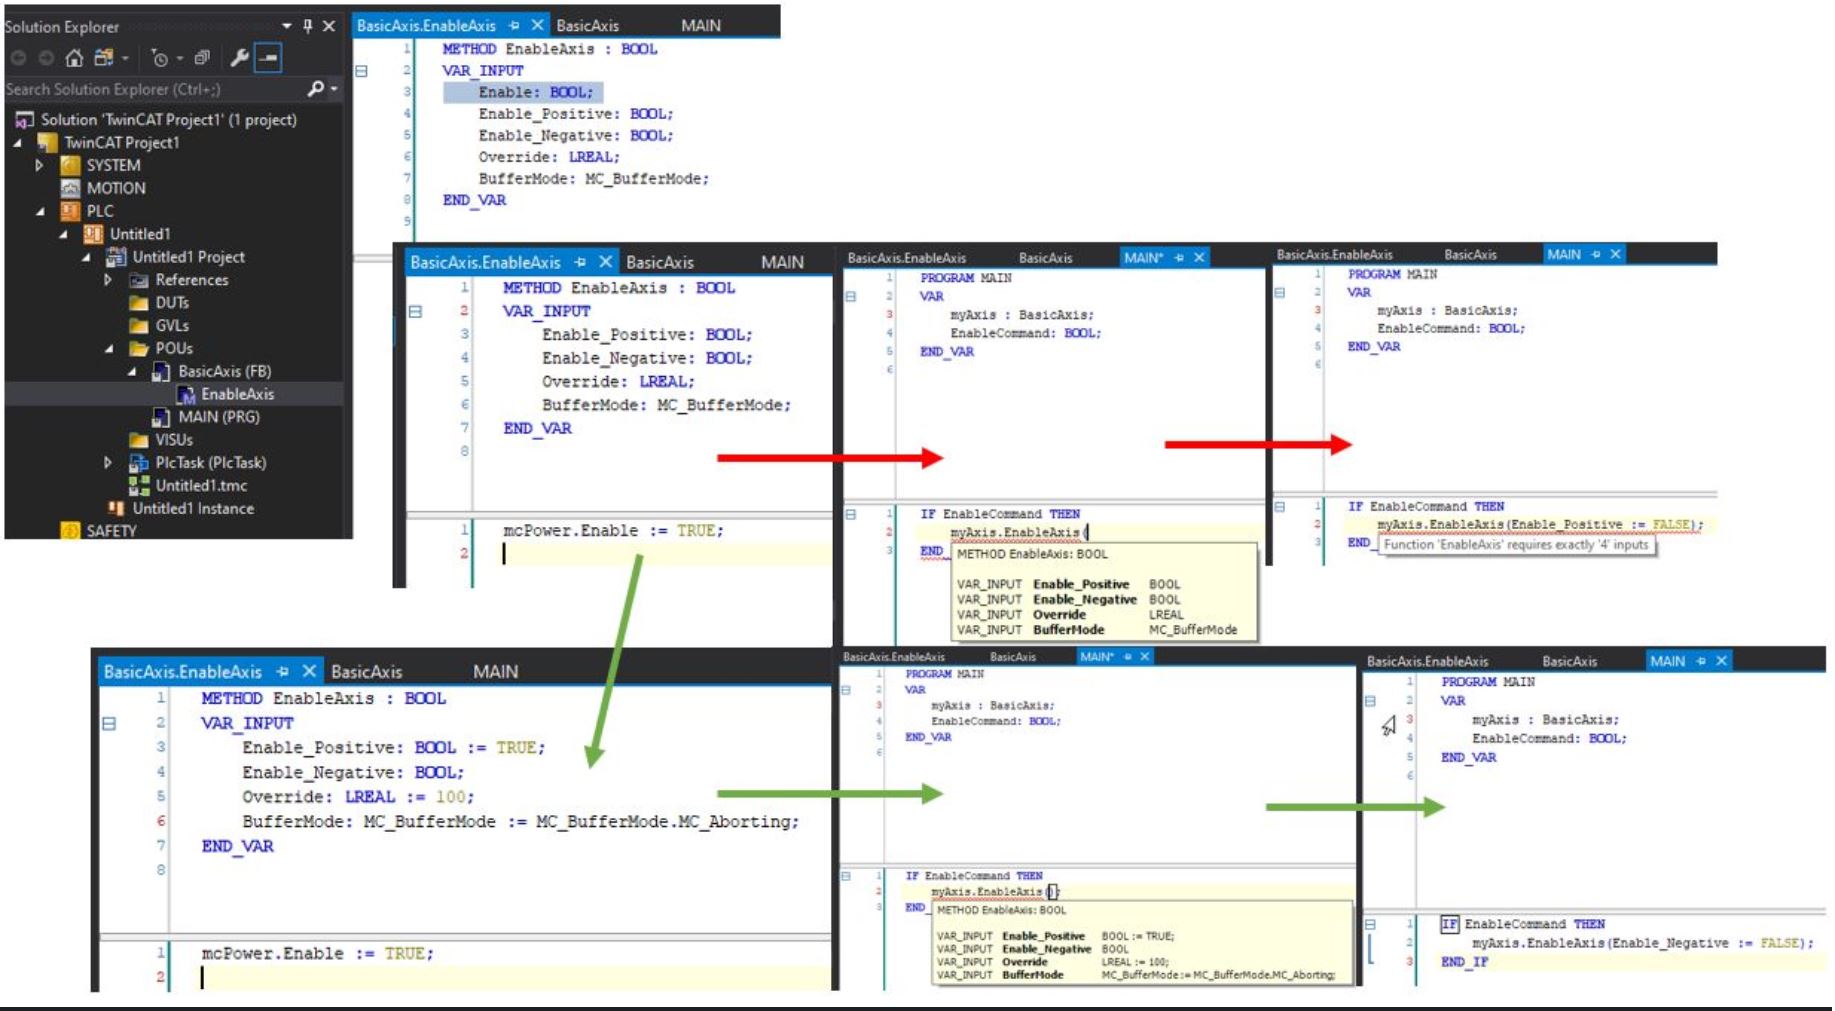 Solution Explorer
Search Solution Explorer (Ctrl+;)
Solution 'TwinCAT Project1' (1 project)
TwinCAT Project1
SYSTEM
MOTION
PLC
Untitled1
Untitled1 Project
References
DUTs
GVLs
POUs
BasicAxis (FB)
EnableAxis
MAIN (PRG)
VISUs
PlcTask (PlcTask)
Untitled1.tmc
Untitled1 Instance
SAFETY
BasicAxis.EnableAxis BasicAxis MAIN
1 METHOD EnableAxis : BOOL
2 VAR_INPUT
3 Enable: BOOL;
4 Enable_Positive: BOOL;
5 Enable_Negative: BOOL;
6 Override: LREAL;
7 BufferMode: MC_BufferMode;
8 END_VAR
9
BasicAxis.EnableAxis BasicAxis MAIN
1 METHOD EnableAxis : BOOL
2 VAR_INPUT
3 Enable_Positive: BOOL;
4 Enable_Negative: BOOL;
5 Override: LREAL;
6 BufferMode: MC_BufferMode;
7 END_VAR
8
1 mcPower.Enable := TRUE;
2
BasicAxis.EnableAxis BasicAxis MAIN*
1 PROGRAM MAIN
2 VAR
3 myAxis : BasicAxis;
4 EnableCommand: BOOL;
5 END_VAR
6
1 IF EnableCommand THEN
2 myAxis.EnableAxis(
3 END
METHOD EnableAxis: BOOL
VAR_INPUT Enable_Positive BOOL
VAR_INPUT Enable_Negative BOOL
VAR_INPUT Override LREAL
VAR_INPUT BufferMode MC_BufferMode
BasicAxis.EnableAxis BasicAxis MAIN
1 PROGRAM MAIN
2 VAR
3 myAxis : BasicAxis;
4 EnableCommand: BOOL;
5 END_VAR
6
1 IF EnableCommand THEN
2 myAxis.EnableAxis(Enable_Positive := FALSE);
3 END
Function 'EnableAxis' requires exactly '4' inputs
BasicAxis.EnableAxis BasicAxis MAIN
1 METHOD EnableAxis : BOOL
2 VAR_INPUT
3 Enable_Positive: BOOL := TRUE;
4 Enable_Negative: BOOL;
5 Override: LREAL := 100;
6 BufferMode: MC_BufferMode := MC_BufferMode.MC_Aborting;
7 END_VAR
8
1 mcPower.Enable := TRUE;
2
BasicAxis.EnableAxis BasicAxis MAIN*
1 PROGRAM MAIN
2 VAR
3 myAxis : BasicAxis;
4 EnableCommand: BOOL;
5 END_VAR
6
1 IF EnableCommand THEN
2 myAxis.EnableAxis();
3 END
METHOD EnableAxis: BOOL
VAR_INPUT Enable_Positive BOOL := TRUE;
VAR_INPUT Enable_Negative BOOL
VAR_INPUT Override LREAL := 100;
VAR_INPUT BufferMode MC_BufferMode := MC_BufferMode.MC_Aborting;
BasicAxis.EnableAxis BasicAxis MAIN
1 PROGRAM MAIN
2 VAR
3 myAxis : BasicAxis;
4 EnableCommand: BOOL;
5 END_VAR
6
1 IF EnableCommand THEN
2 myAxis.EnableAxis(Enable_Negative := FALSE);
3 END_IF